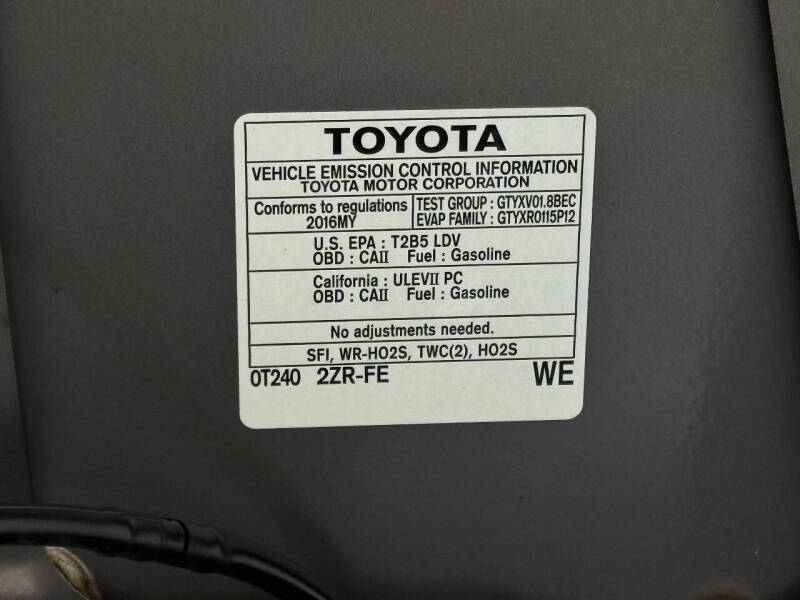 TOYOTA
VEHICLE EMISSION CONTROL INFORMATION
TOYOTA MOTOR CORPORATION
Conforms to regulations
2016MY
TEST GROUP : GTYXV01.8BEC
EVAP FAMILY : GTYXR0115P12
U.S. EPA : T2B5 LDV
OBD : CAII Fuel : Gasoline
California : ULEVII PC
OBD : CAII Fuel : Gasoline
No adjustments needed.
SFI, WR-HO2S, TWC(2), HO2S
0T240 2ZR-FE WE